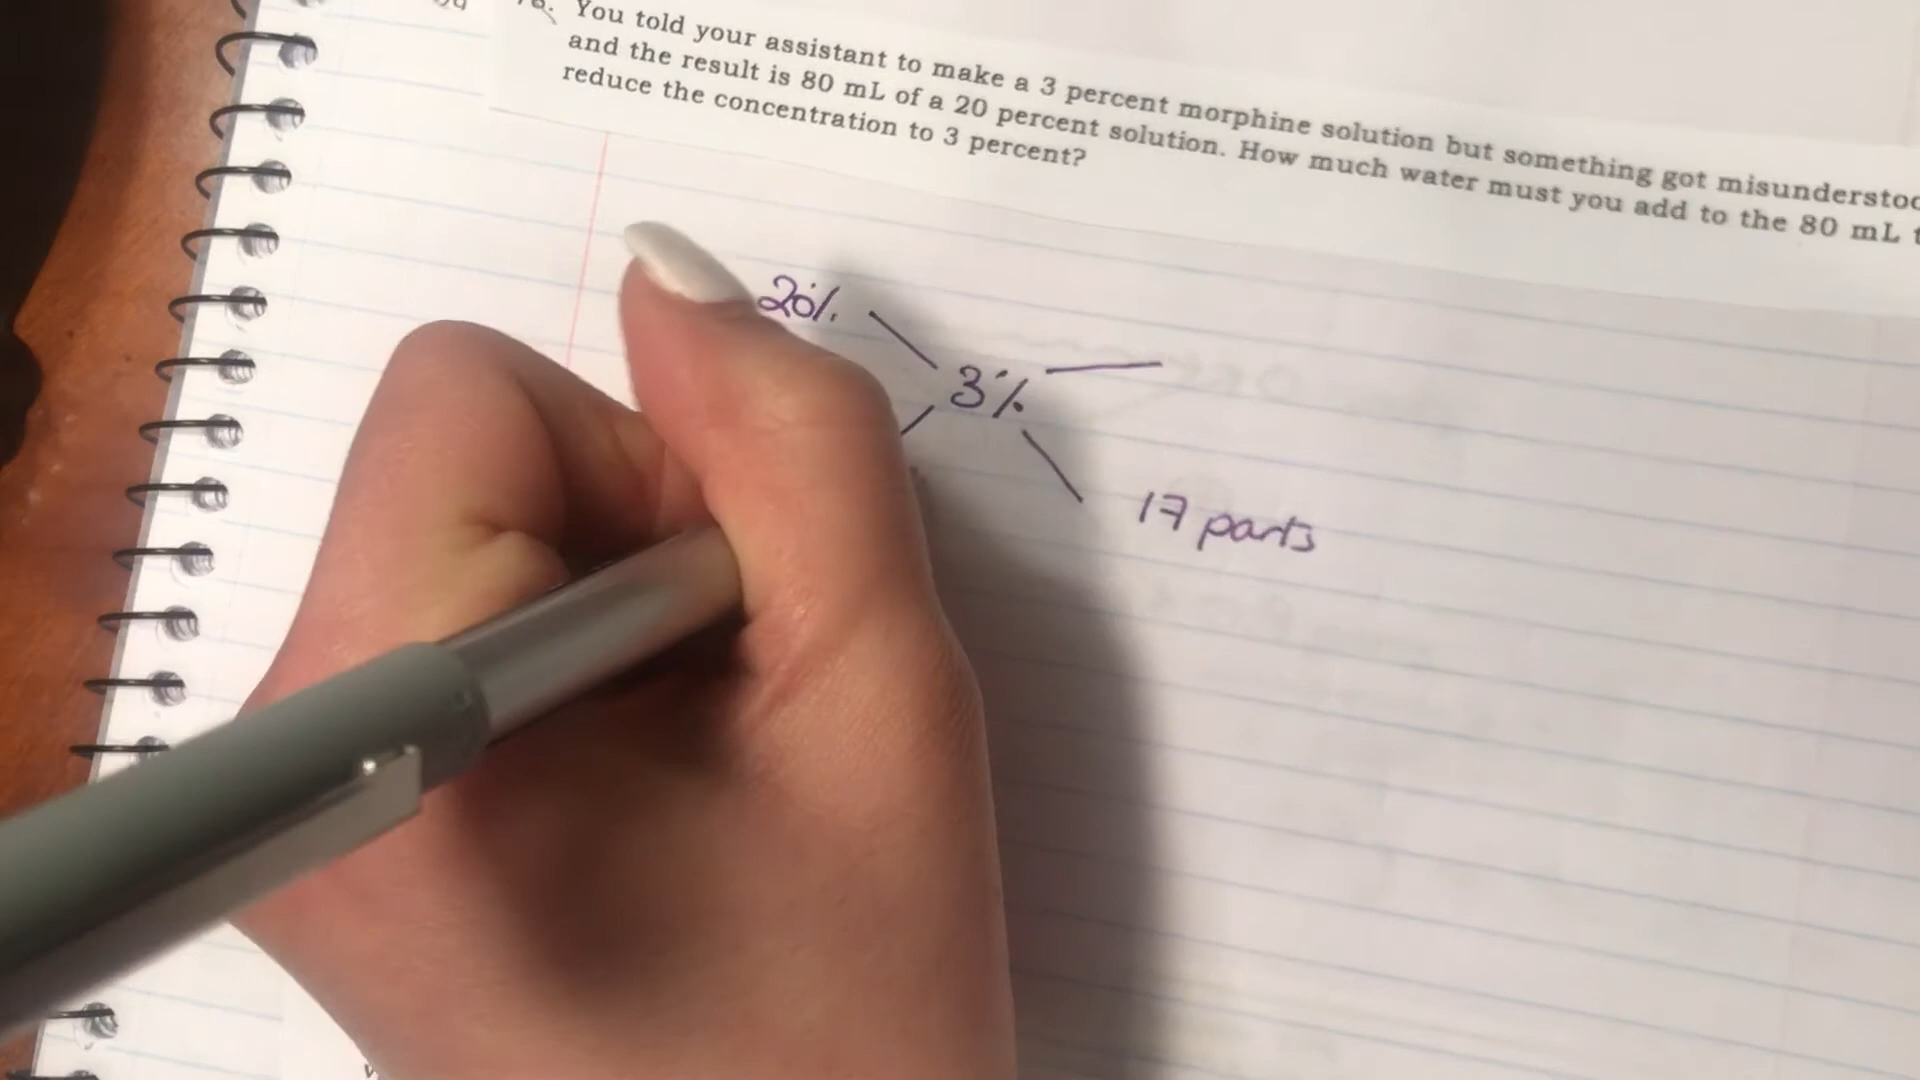 You told your assistant to make a 3 percent morphine solution but something got misunderstoo
and the result is 80 mL of a 20 percent solution. How much water must you add to the 80 mL t
reduce the concentration to 3 percent?
20%
3%
17 parts